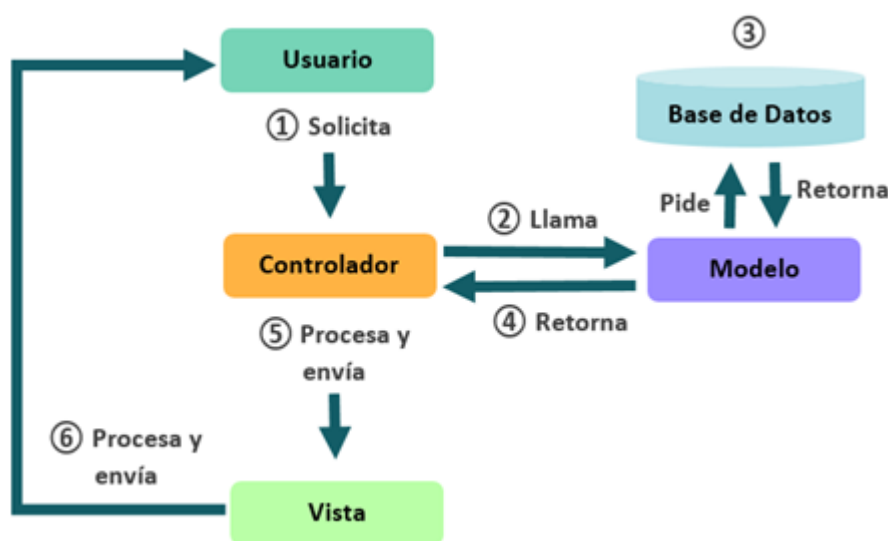 Usuario
① Solicita
③
Base de Datos
Pide
Retorna
② Llama
Controlador
Modelo
④ Retorna
⑤ Procesa y
envía
⑥ Procesa y
envía
Vista